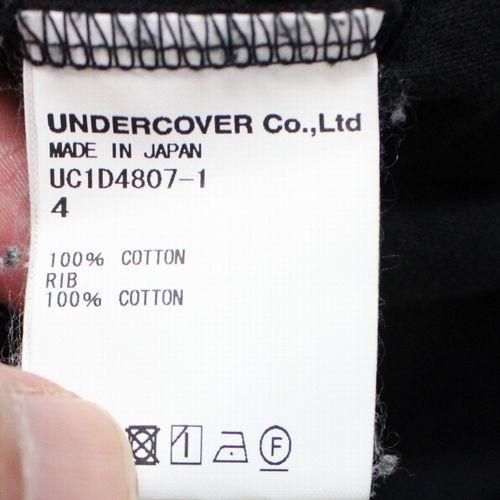 UNDERCOVER Co.,Ltd
MADE IN JAPAN
UC1D4807-1
4
100% COTTON
RIB
100% COTTON
F